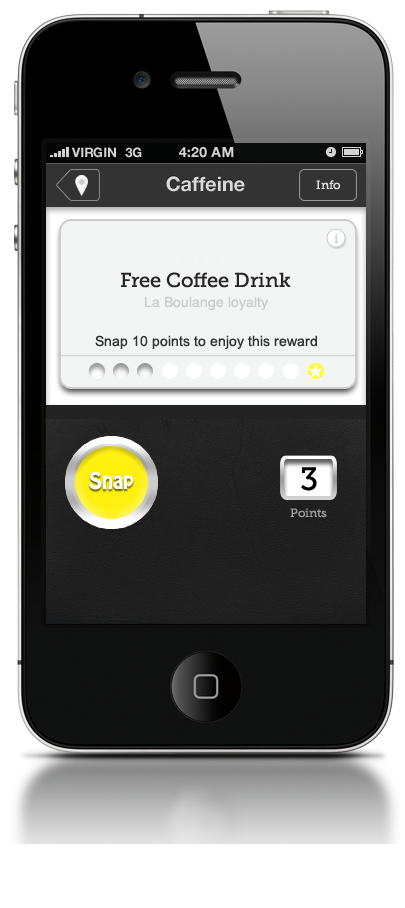 VIRGIN 3G 4:20 AM
Caffeine
Info
i
Free Coffee Drink
La Boulange loyalty
Snap 10 points to enjoy this reward
Snap
3
Points